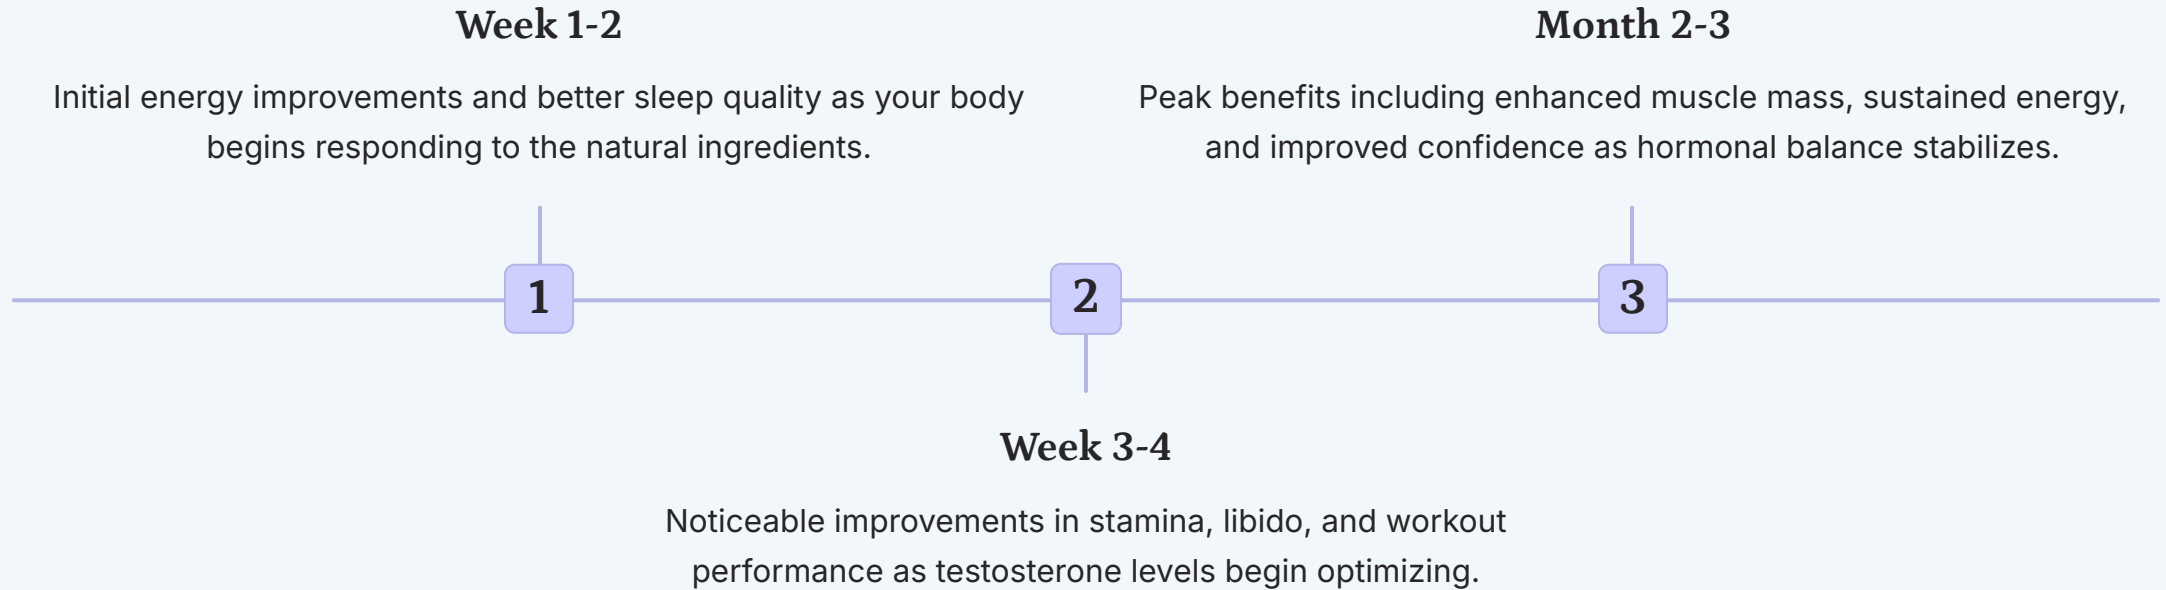 Week 1-2
Initial energy improvements and better sleep quality as your body
begins responding to the natural ingredients.
Month 2-3
Peak benefits including enhanced muscle mass, sustained energy,
and improved confidence as hormonal balance stabilizes.
1
2
3
Week 3-4
Noticeable improvements in stamina, libido, and workout
performance as testosterone levels begin optimizing.